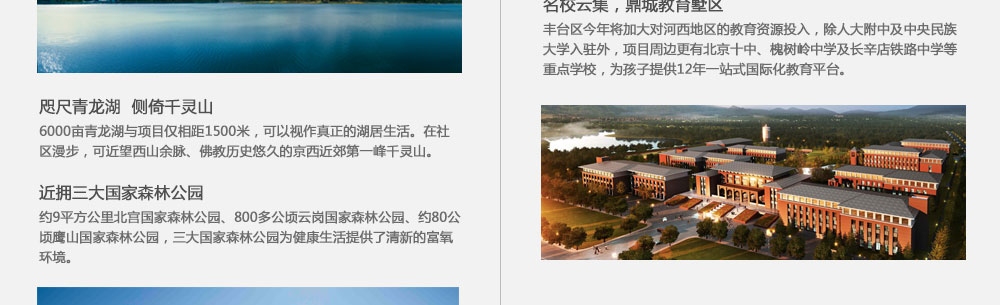 咫尺青龙湖 侧倚千灵山
6000亩青龙湖与项目仅相距1500米，可以视作真正的湖居生活。在社
区漫步，可近望西山余脉、佛教历史悠久的京西近郊第一峰千灵山。
近拥三大国家森林公园
约9平方公里北宫国家森林公园、800多公顷云岗国家森林公园、约80公
顷鹰山国家森林公园，三大国家森林公园为健康生活提供了清新的富氧
环境。
名校云集，鼎城教育墅区
丰台区今年将加大对河西地区的教育资源投入，除人大附中及中央民族
大学入驻外，项目周边更有北京十中、槐树岭中学及长辛店铁路中学等
重点学校，为孩子提供12年一站式国际化教育平台。